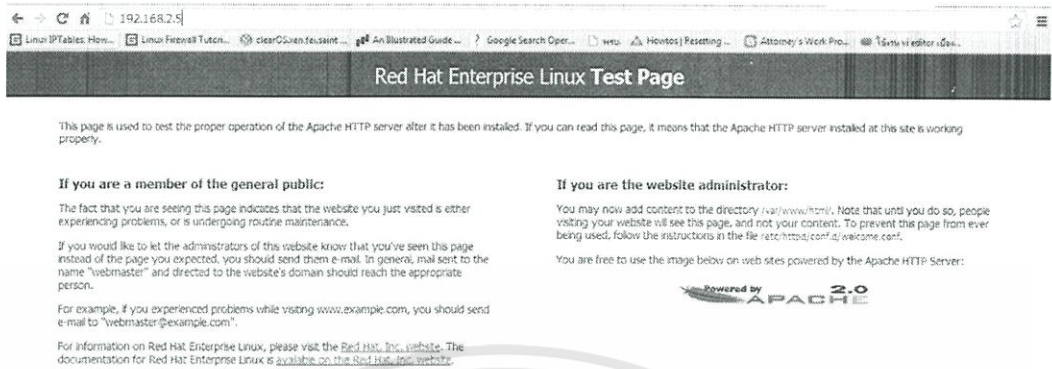 192.168.2.5
Linux IPTables: How... Linux Firewall Tutori... clearOS:xen.fei.saint ... An Illustrated Guide ... Google Search Oper... Howtos | Resetting ... Attorney's Work Pro...
Red Hat Enterprise Linux Test Page
This page is used to test the proper operation of the Apache HTTP server after it has been installed. If you can read this page, it means that the Apache HTTP server installed at this site is working
properly.
If you are a member of the general public:
The fact that you are seeing this page indicates that the website you just visited is either
experiencing problems, or is undergoing routine maintenance.
If you would like to let the administrators of this website know that you've seen this page
instead of the page you expected, you should send them e-mail. In general, mail sent to the
name "webmaster" and directed to the website's domain should reach the appropriate
person.
For example, if you experienced problems while visiting www.example.com, you should send
e-mail to "webmaster@example.com".
For information on Red Hat Enterprise Linux, please visit the Red Hat, Inc. website. The
documentation for Red Hat Enterprise Linux is available on the Red Hat, Inc. website.
If you are the website administrator:
You may now add content to the directory /var/www/html/. Note that until you do so, people
visiting your website will see this page, and not your content. To prevent this page from ever
being used, follow the instructions in the file /etc/httpd/conf.d/welcome.conf.
You are free to use the image below on web sites powered by the Apache HTTP Server:
Powered by 2.0
APACHE